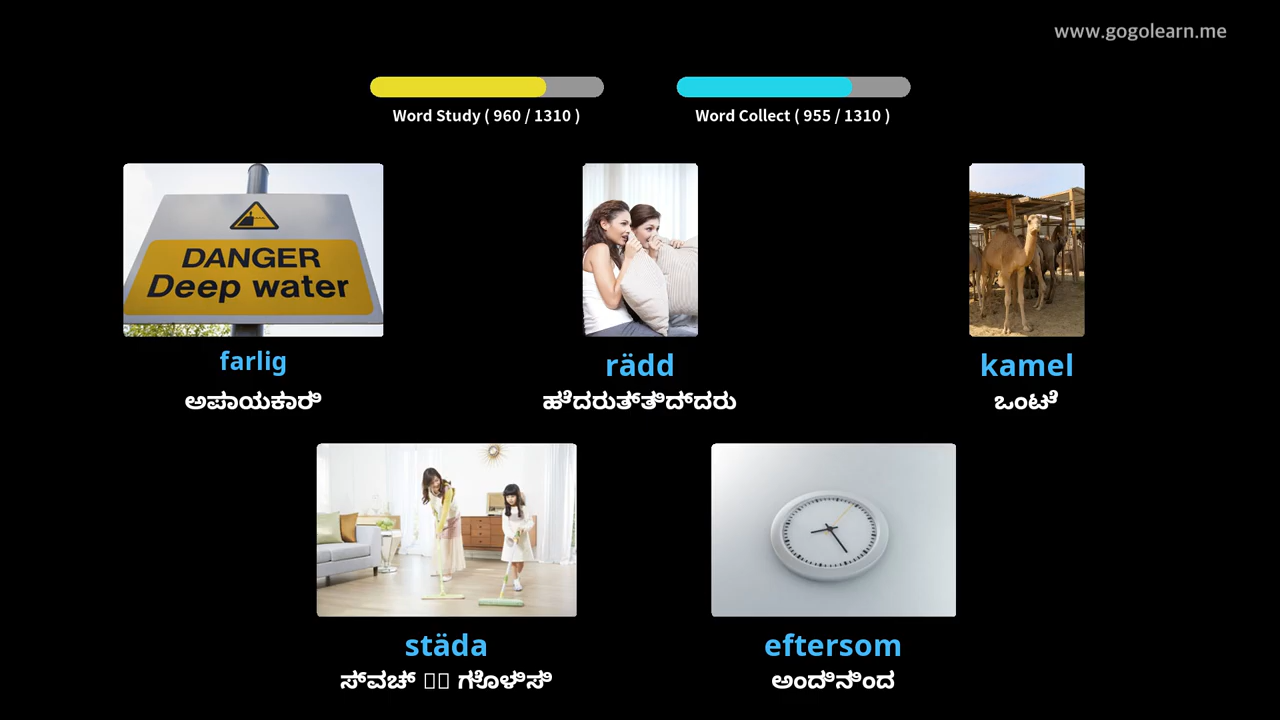 www.gogolearn.me
Word Study ( 960 / 1310 )
Word Collect ( 955 / 1310 )
DANGER
Deep water
farlig
rädd
kamel
ಅಪಾಯಕಾರಿ
ಹೆದರುತ್ತಿದ್ದರು
ಒಂಟೆ
städa
eftersom
ಸ್ವಚ್ ಗೊಳಿಸಿ
ಅಂದಿನಿಂದ